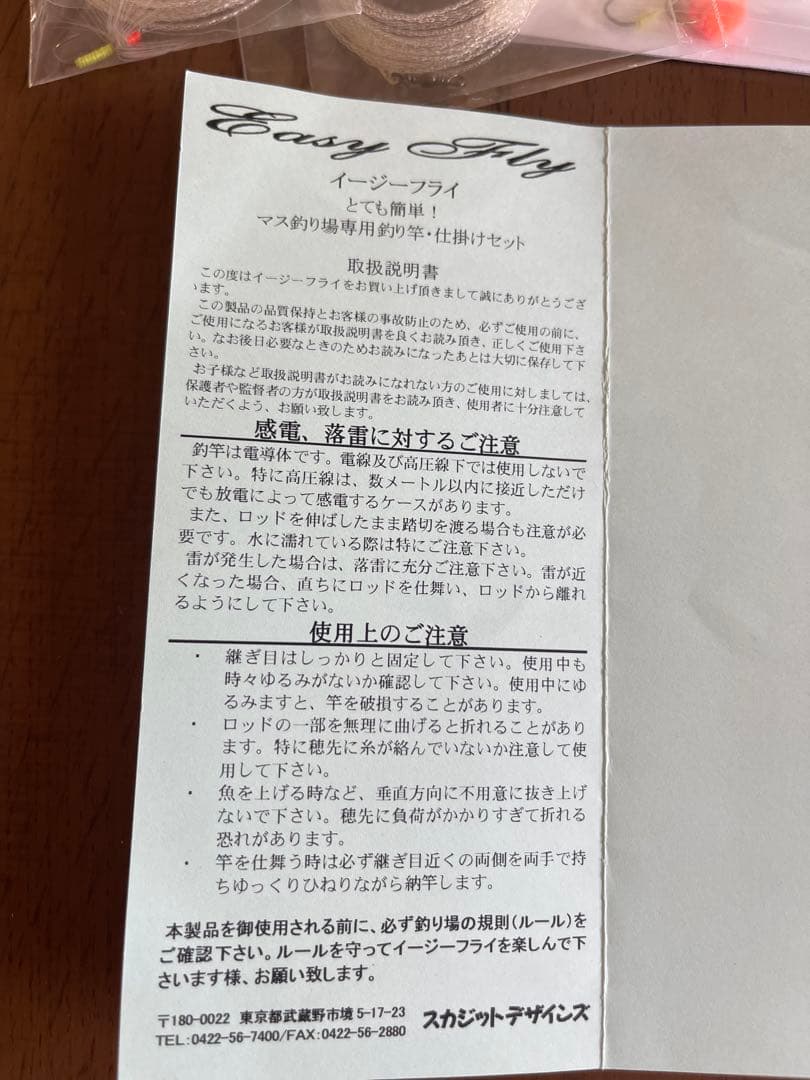 Easy Fly
イージーフライ
とても簡単！
マス釣り場専用釣り竿・仕掛けセット
取扱説明書
この度はイージーフライをお買い上げ頂きまして誠にありがとうござ
います。
この製品の品質保持とお客様の事故防止のため、必ずご使用の前に、
ご使用になるお客様が取扱説明書を良くお読み頂き、正しくご使用下さ
い。なお後日必要なときのためお読みになったあとは大切に保存して下
さい。
お子様など取扱説明書がお読みになれない方のご使用に対しましては、
保護者や監督者の方が取扱説明書をお読み頂き、使用者に十分注意して
いただくよう、お願い致します。
感電、落雷に対するご注意
釣竿は電導体です。電線及び高圧線下では使用しないで
下さい。特に高圧線は、数メートル以内に接近しただけ
でも放電によって感電するケースがあります。
また、ロッドを伸ばしたまま踏切を渡る場合も注意が必
要です。水に濡れている際は特にご注意下さい。
雷が発生した場合は、落雷に充分ご注意下さい。雷が近
くなった場合、直ちにロッドを仕舞い、ロッドから離れ
るようにして下さい。
使用上のご注意
・ 継ぎ目はしっかりと固定して下さい。使用中も
時々ゆるみがないか確認して下さい。使用中にゆ
るみますと、竿を破損することがあります。
・ ロッドの一部を無理に曲げると折れることがあり
ます。特に穂先に糸が絡んでいないか注意して使
用して下さい。
・ 魚を上げる時など、垂直方向に不用意に抜き上げ
ないで下さい。穂先に負荷がかかりすぎて折れる
恐れがあります。
・ 竿を仕舞う時は必ず継ぎ目近くの両側を両手で持
ちゆっくりひねりながら納竿します。
本製品を御使用される前に、必ず釣り場の規則（ルール）を
ご確認下さい。ルールを守ってイージーフライを楽しんで下
さいます様、お願い致します。
〒180-0022 東京都武蔵野市境5-17-23 スカジットデザインズ
TEL:0422-56-7400/FAX:0422-56-2880